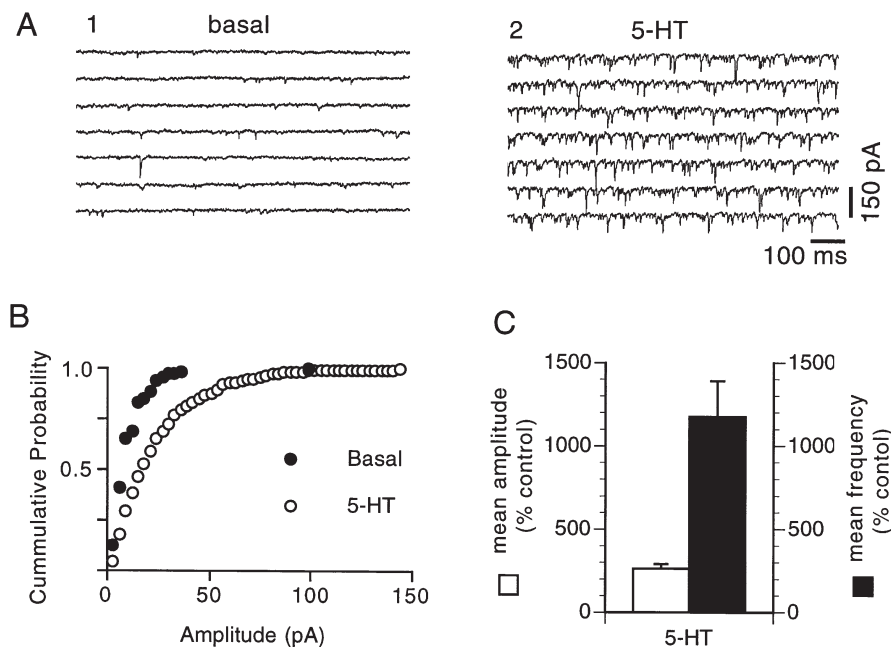 A
1 basal
2 5-HT
150 pA
100 ms
B
Cummulative Probability
1.0
0.5
0 50 100 150
Amplitude (pA)
Basal
5-HT
C
mean amplitude
(% control)
1500
1000
500
0
1500
1000
500
0
mean frequency
(% contol)
5-HT